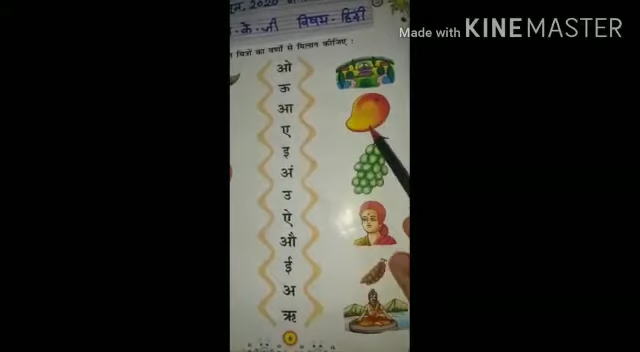 Made with KINEMASTER
2020
के॰जी विषय - हिन्दी
चित्रों का वर्णों से मिलान कीजिए :
ओ
ऊ
आ
ए
इ
अं
उ
ऐ
औ
ई
अ
ऋ